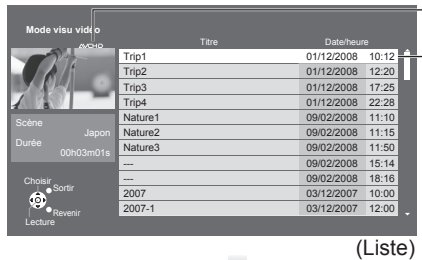 Mode visu vidéo
AVCHD
Titre Date/heure
Trip1 01/12/2008 10:12
Trip2 01/12/2008 12:20
Trip3 01/12/2008 17:25
Trip4 01/12/2008 22:28
Nature1 09/02/2008 11:10
Nature2 09/02/2008 11:15
Nature3 09/02/2008 11:50
--- 09/02/2008 15:14
--- 09/02/2008 18:16
2007 03/12/2007 10:00
2007-1 03/12/2007 12:00
Scène
Japon
Durée
00h03m01s
Choisir
Sortir
Revenir
Lecture
(Liste)